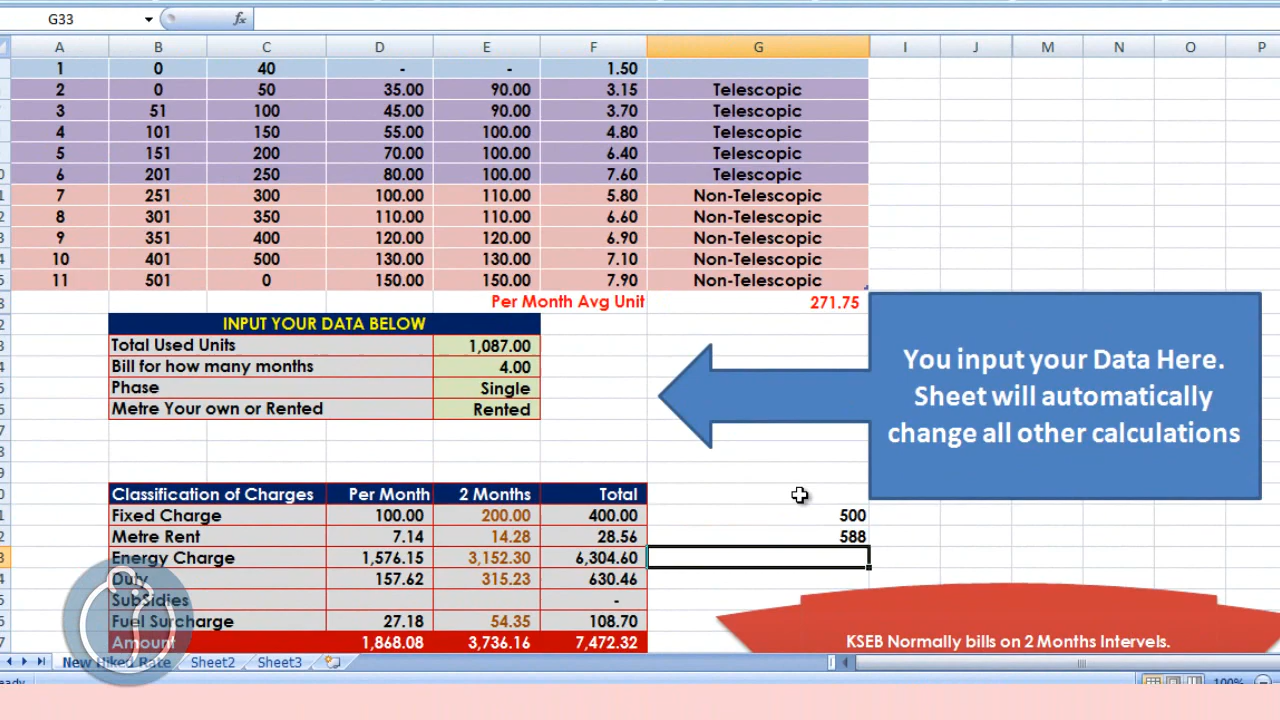 G33 fx
A B C D E F G I J K M N O P
1 0 40 - - 1.50
2 0 50 35.00 90.00 3.15 Telescopic
3 51 100 45.00 90.00 3.70 Telescopic
4 101 150 55.00 100.00 4.80 Telescopic
5 151 200 70.00 100.00 6.40 Telescopic
6 201 250 80.00 100.00 7.60 Telescopic
7 251 300 100.00 110.00 5.80 Non-Telescopic
8 301 350 110.00 110.00 6.60 Non-Telescopic
9 351 400 120.00 120.00 6.90 Non-Telescopic
10 401 500 130.00 130.00 7.10 Non-Telescopic
11 501 0 150.00 150.00 7.90 Non-Telescopic
Per Month Avg Unit 271.75
INPUT YOUR DATA BELOW
Total Used Units 1,087.00
Bill for how many months 4.00
Phase Single
Metre Your own or Rented Rented
You input your Data Here.
Sheet will automatically
change all other calculations
Classification of Charges Per Month 2 Months Total
Fixed Charge 100.00 200.00 400.00 500
Metre Rent 7.14 14.28 28.56 588
Energy Charge 1,576.15 3,152.30 6,304.60
Duty 157.62 315.23 630.46
SubSidies -
Fuel Surcharge 27.18 54.35 108.70
Amount 1,868.08 3,736.16 7,472.32
KSEB Normally bills on 2 Months Intervels.
New Hiked Rate Sheet2 Sheet3
100%